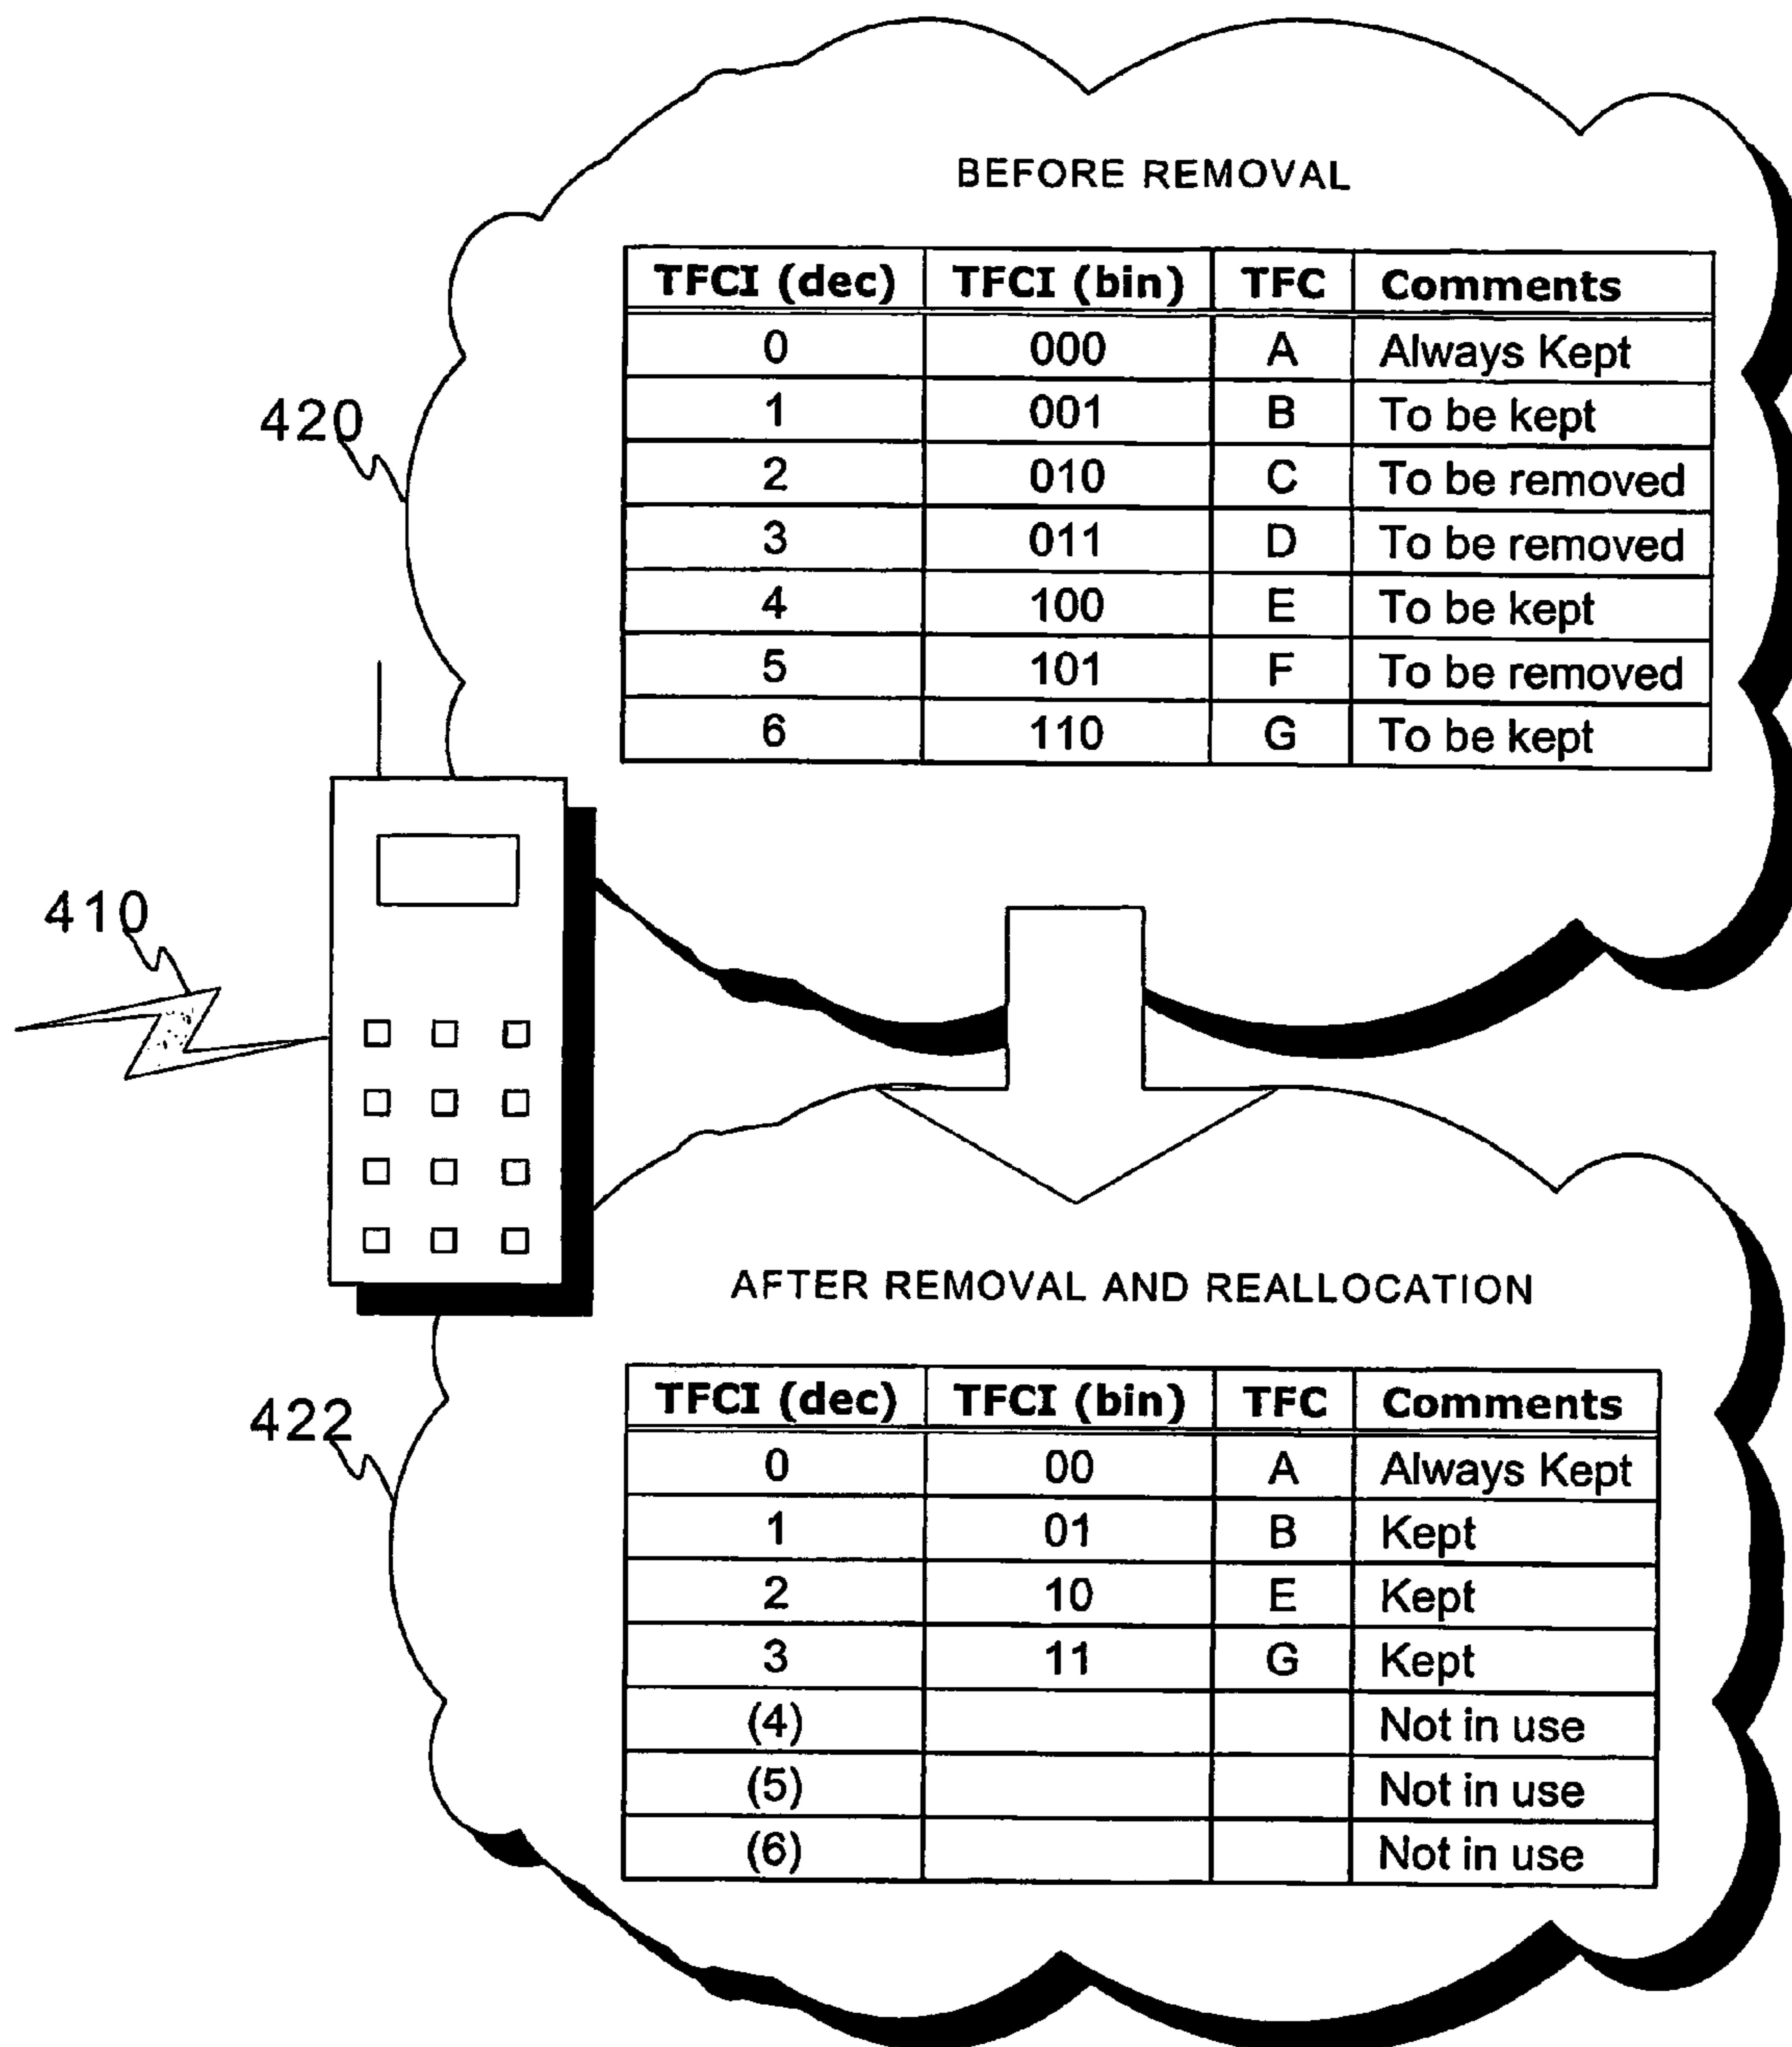 BEFORE REMOVAL
TFCI (dec) TFCI (bin) TFC Comments
0 000 A Always Kept
1 001 B To be kept
2 010 C To be removed
3 011 D To be removed
4 100 E To be kept
5 101 F To be removed
6 110 G To be kept
420
410
AFTER REMOVAL AND REALLOCATION
422
TFCI (dec) TFCI (bin) TFC Comments
0 00 A Always Kept
1 01 B Kept
2 10 E Kept
3 11 G Kept
(4) Not in use
(5) Not in use
(6) Not in use